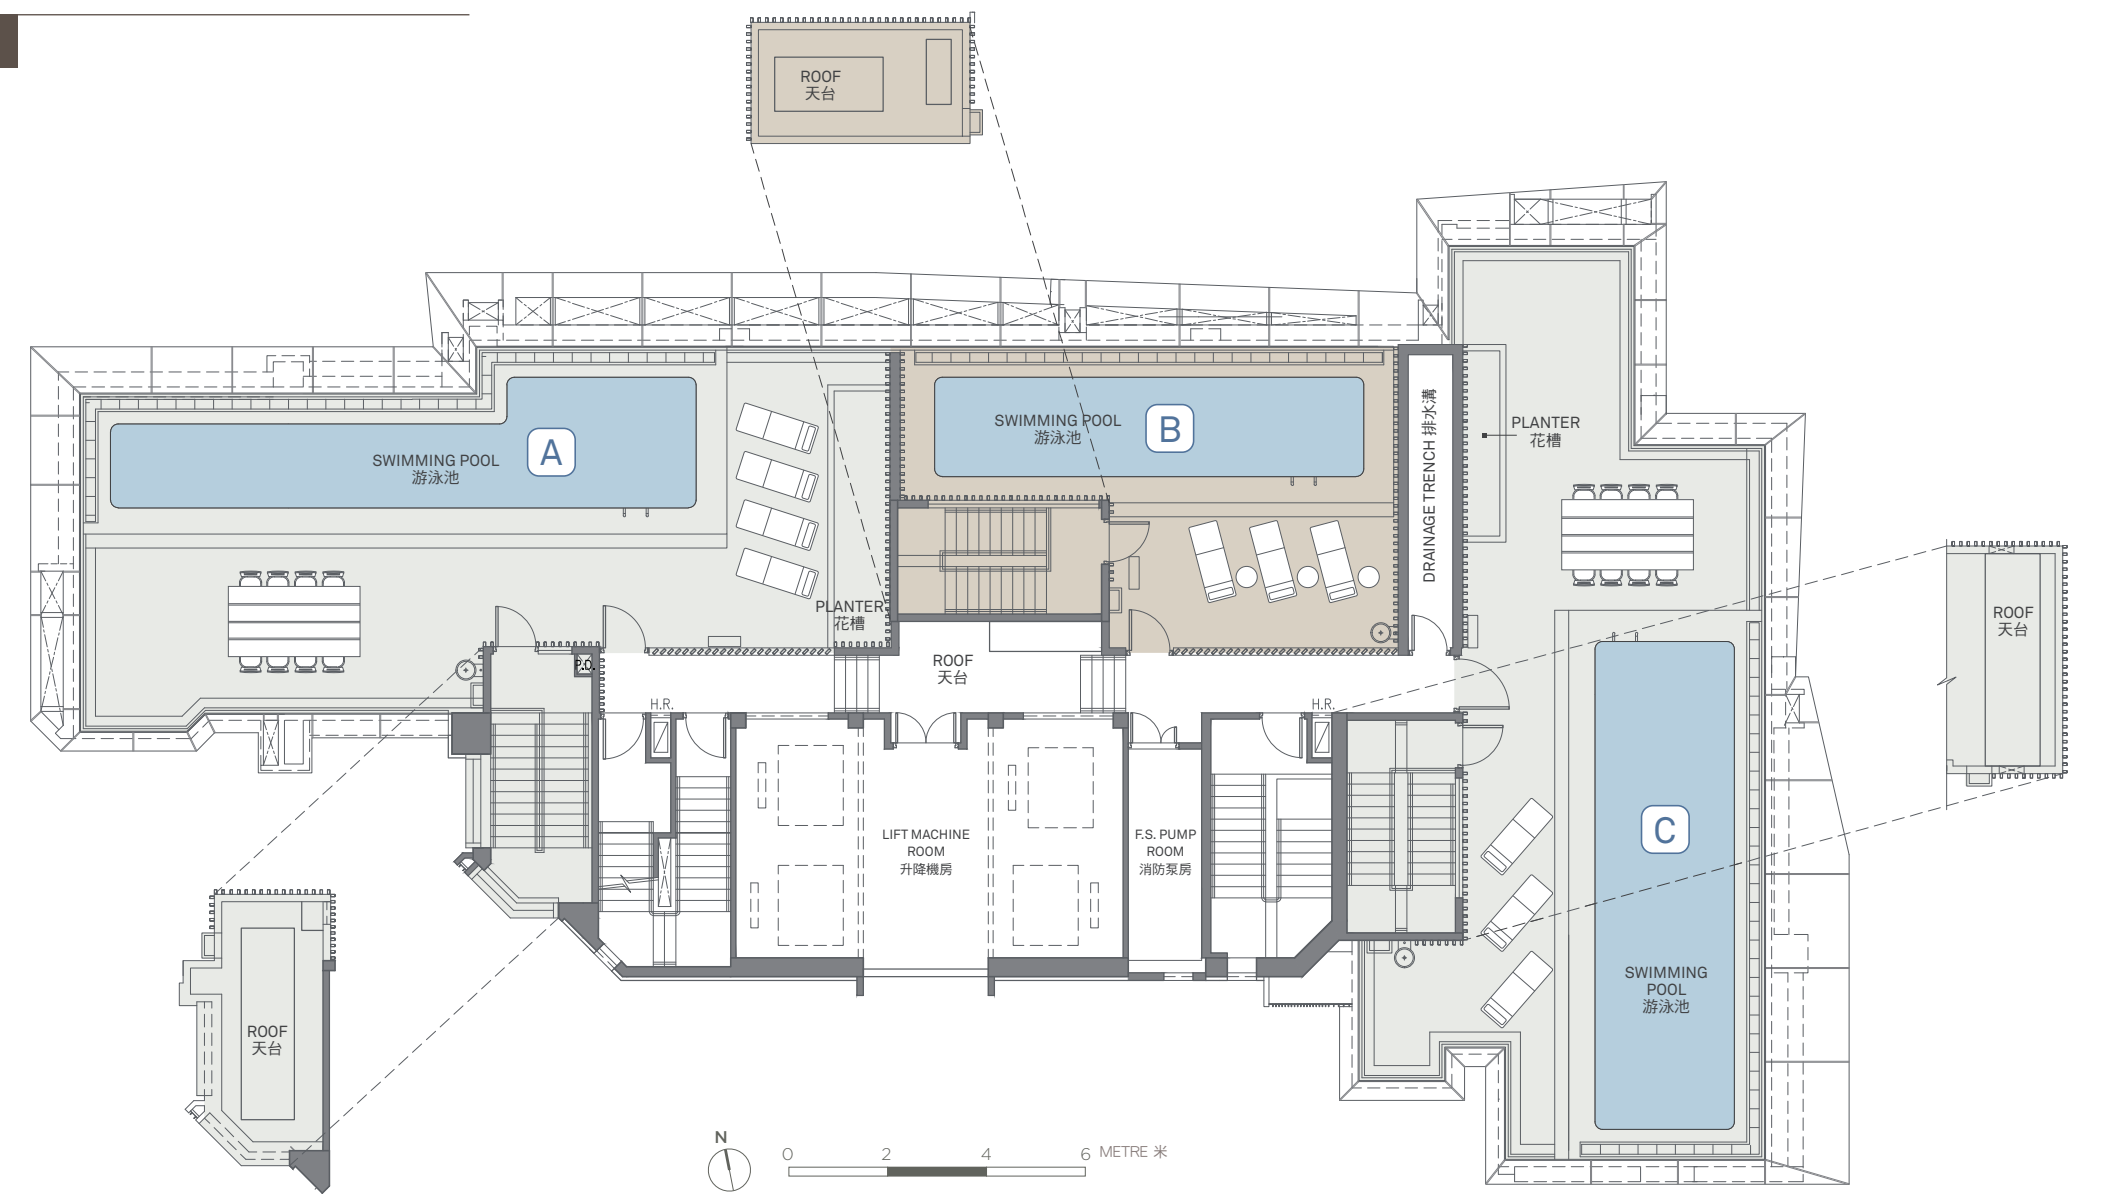 ROOF
天台
SWIMMING POOL
游泳池
A
SWIMMING POOL
游泳池
B
DRAINAGE TRENCH 排水溝
PLANTER
花槽
PLANTER
花槽
ROOF
天台
P.D.
ROOF
天台
H.R.
H.R.
LIFT MACHINE
ROOM
升降機房
F.S. PUMP
ROOM
消防泵房
C
SWIMMING
POOL
游泳池
ROOF
天台
N
0 2 4 6 METRE 米